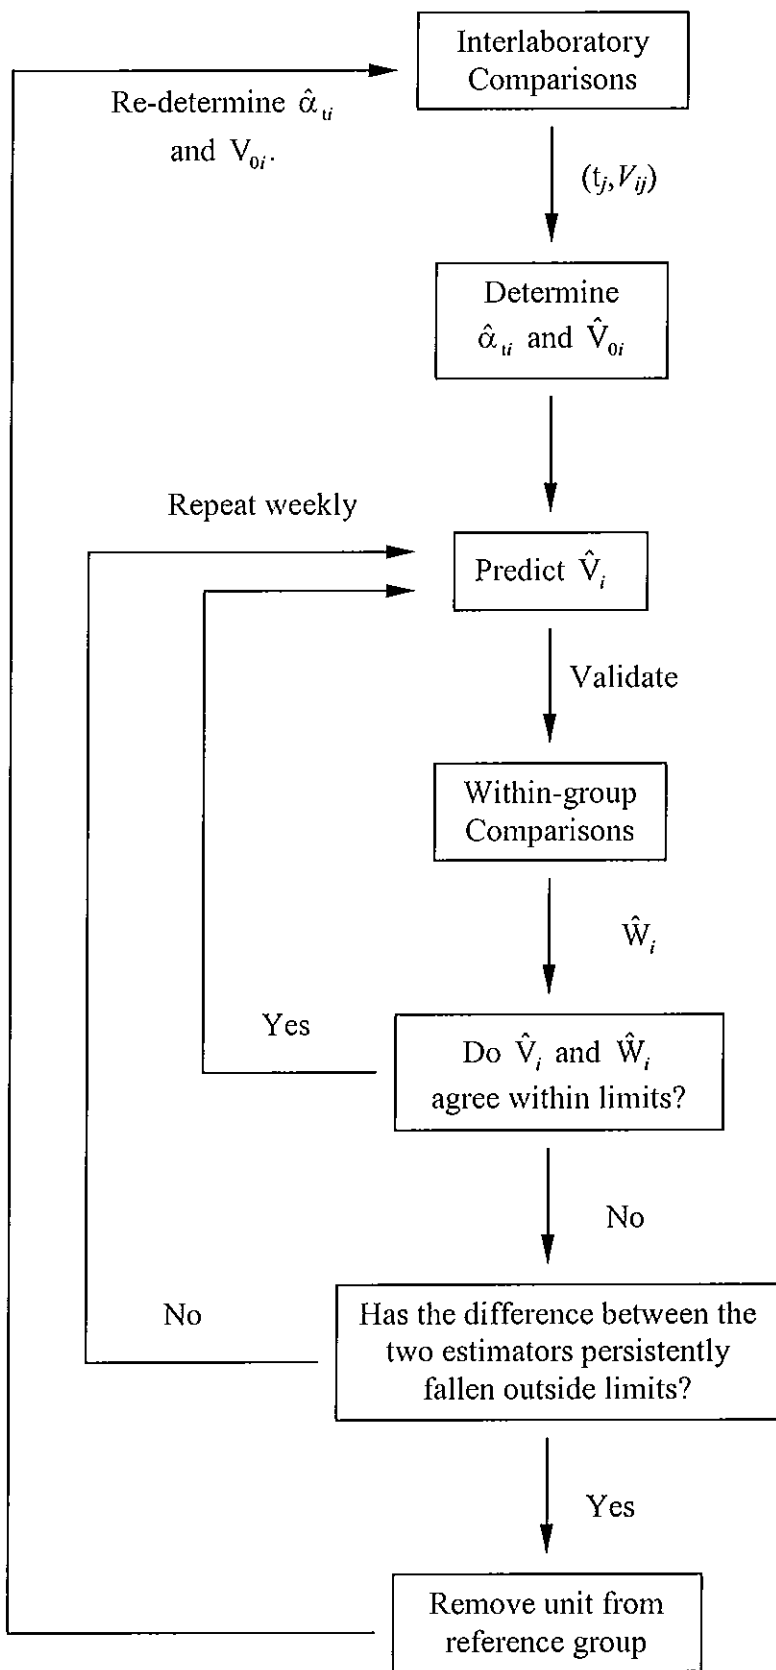 Interlaboratory
Comparisons
Re-determine α̂ₜᵢ
and V₀ᵢ.
(tⱼ, Vᵢⱼ)
Determine
α̂ₜᵢ and V̂₀ᵢ
Repeat weekly
Predict V̂ᵢ
Validate
Within-group
Comparisons
Ŵᵢ
Yes
Do V̂ᵢ and Ŵᵢ
agree within limits?
No
No
Has the difference between the
two estimators persistently
fallen outside limits?
Yes
Remove unit from
reference group